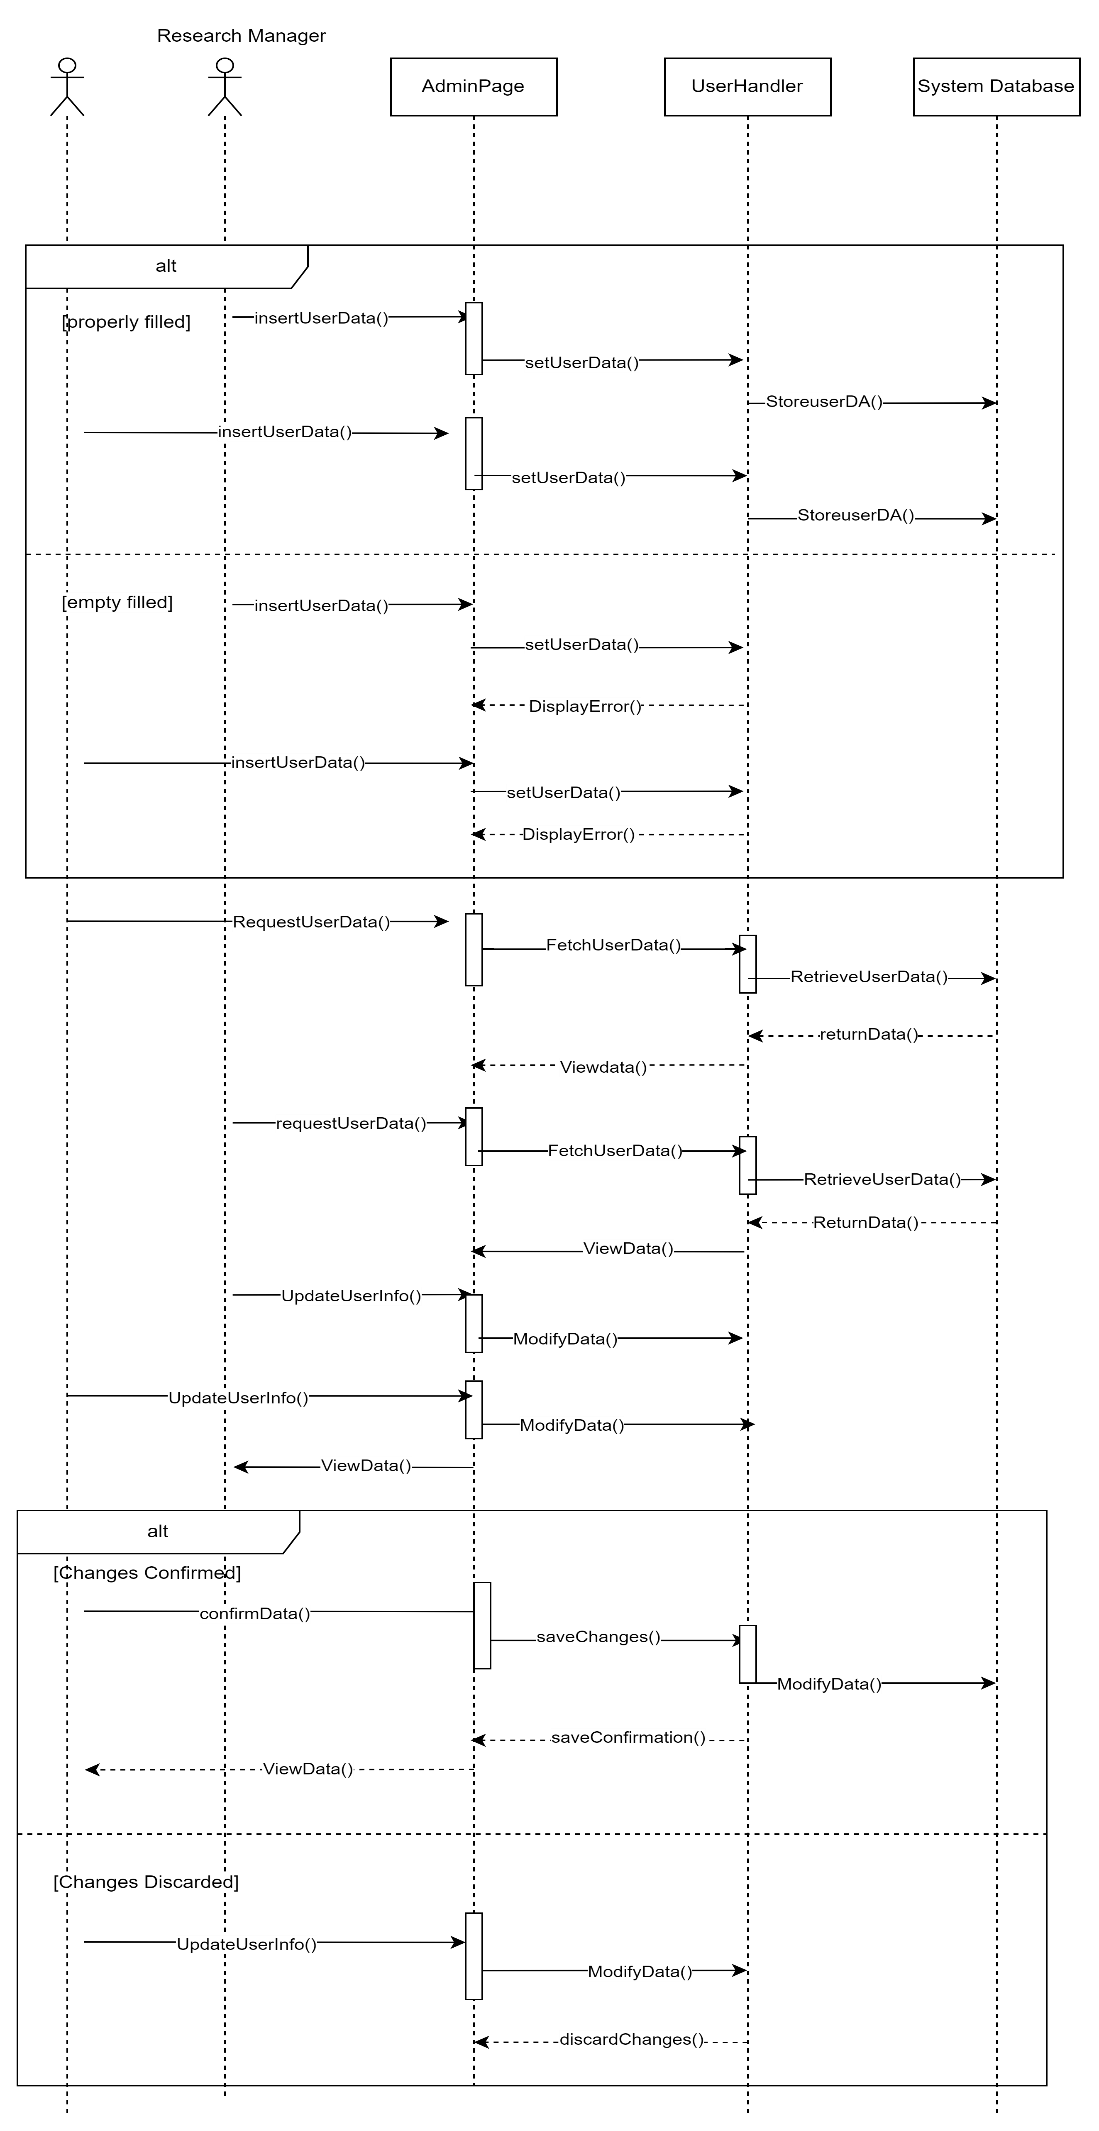 Research Manager
AdminPage
UserHandler
System Database
alt
[properly filled]
insertUserData()
setUserData()
StoreuserDA()
insertUserData()
setUserData()
StoreuserDA()
[empty filled]
insertUserData()
setUserData()
DisplayError()
insertUserData()
setUserData()
DisplayError()
RequestUserData()
FetchUserData()
RetrieveUserData()
returnData()
Viewdata()
requestUserData()
FetchUserData()
RetrieveUserData()
ReturnData()
ViewData()
UpdateUserInfo()
ModifyData()
UpdateUserInfo()
ModifyData()
ViewData()
alt
[Changes Confirmed]
confirmData()
saveChanges()
ModifyData()
saveConfirmation()
ViewData()
[Changes Discarded]
UpdateUserInfo()
ModifyData()
discardChanges()